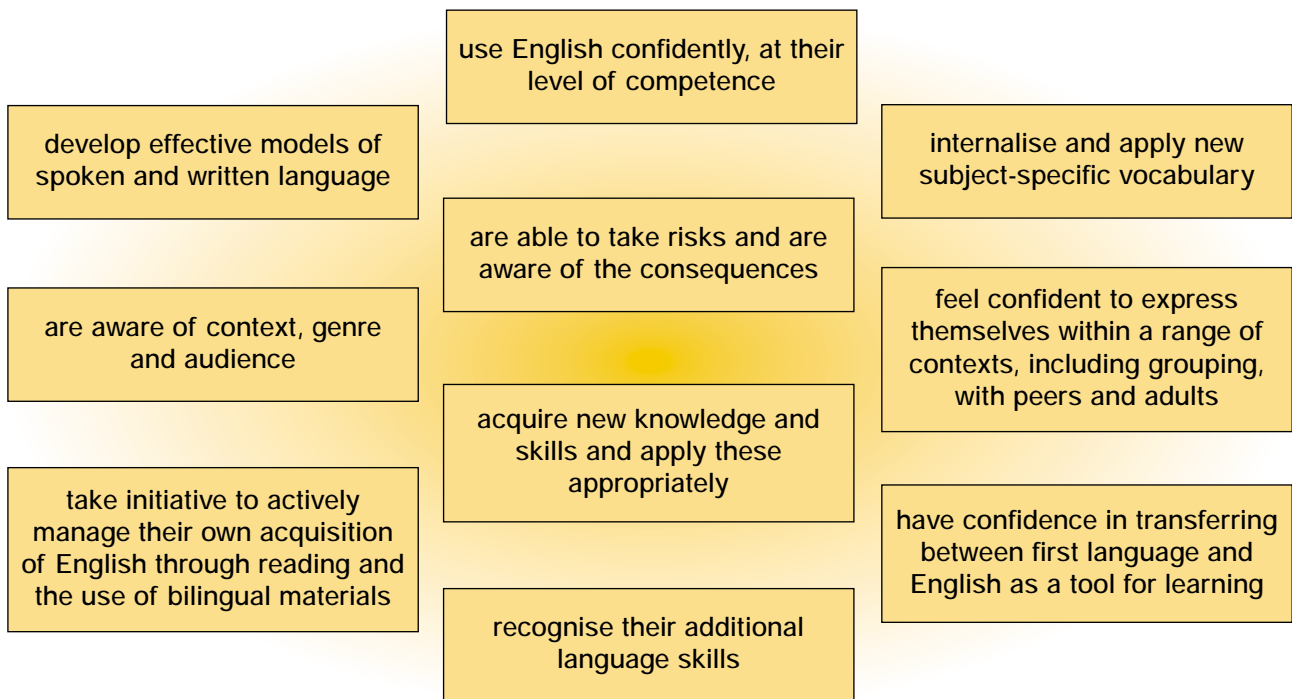 use English confidently, at their
level of competence
develop effective models of
spoken and written language
internalise and apply new
subject-specific vocabulary
are able to take risks and are
aware of the consequences
are aware of context, genre
and audience
feel confident to express
themselves within a range of
contexts, including grouping,
with peers and adults
acquire new knowledge and
skills and apply these
appropriately
take initiative to actively
manage their own acquisition
of English through reading and
the use of bilingual materials
have confidence in transferring
between first language and
English as a tool for learning
recognise their additional
language skills